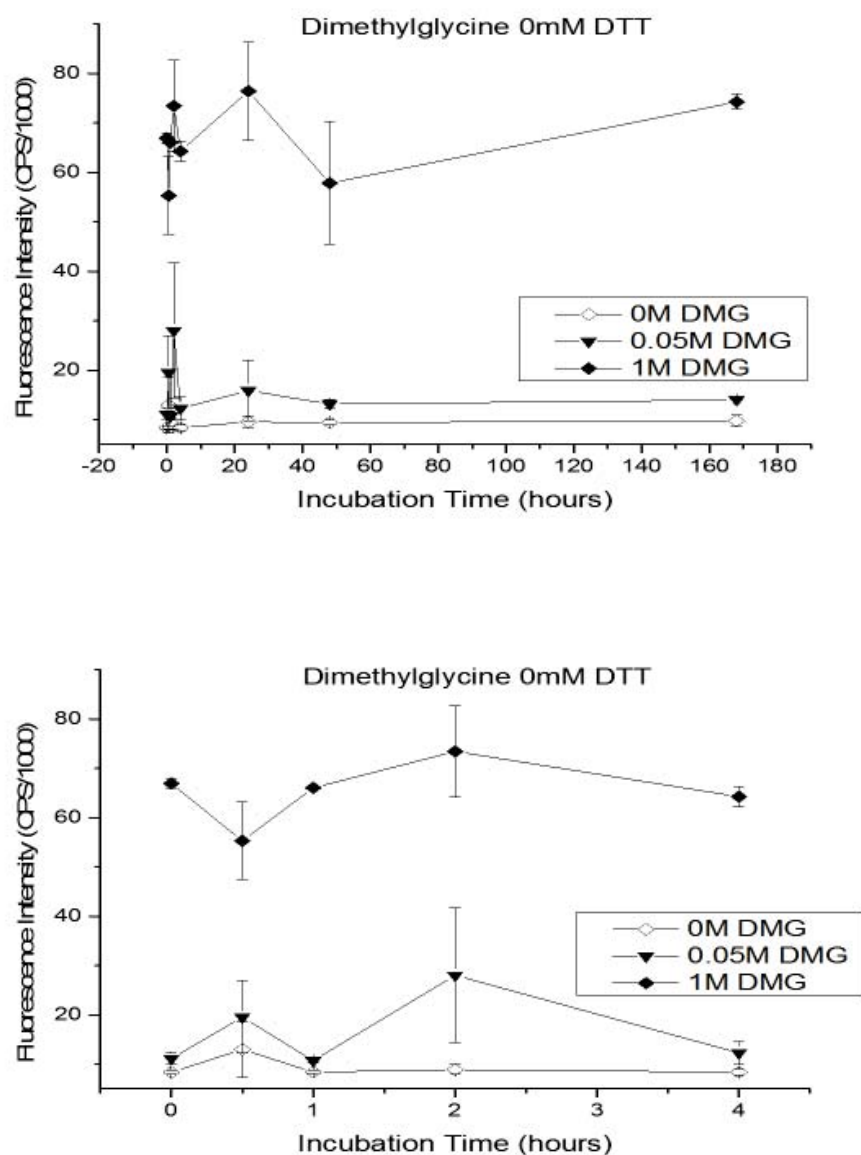 Dimethylglycine 0mM DTT
Fluorescence Intensity (CPS/1000)
80
60
40
20
0M DMG
0.05M DMG
1M DMG
-20 0 20 40 60 80 100 120 140 160 180
Incubation Time (hours)
Dimethylglycine 0mM DTT
Fluorescence Intensity (CPS/1000)
80
60
40
20
0M DMG
0.05M DMG
1M DMG
0 1 2 3 4
Incubation Time (hours)